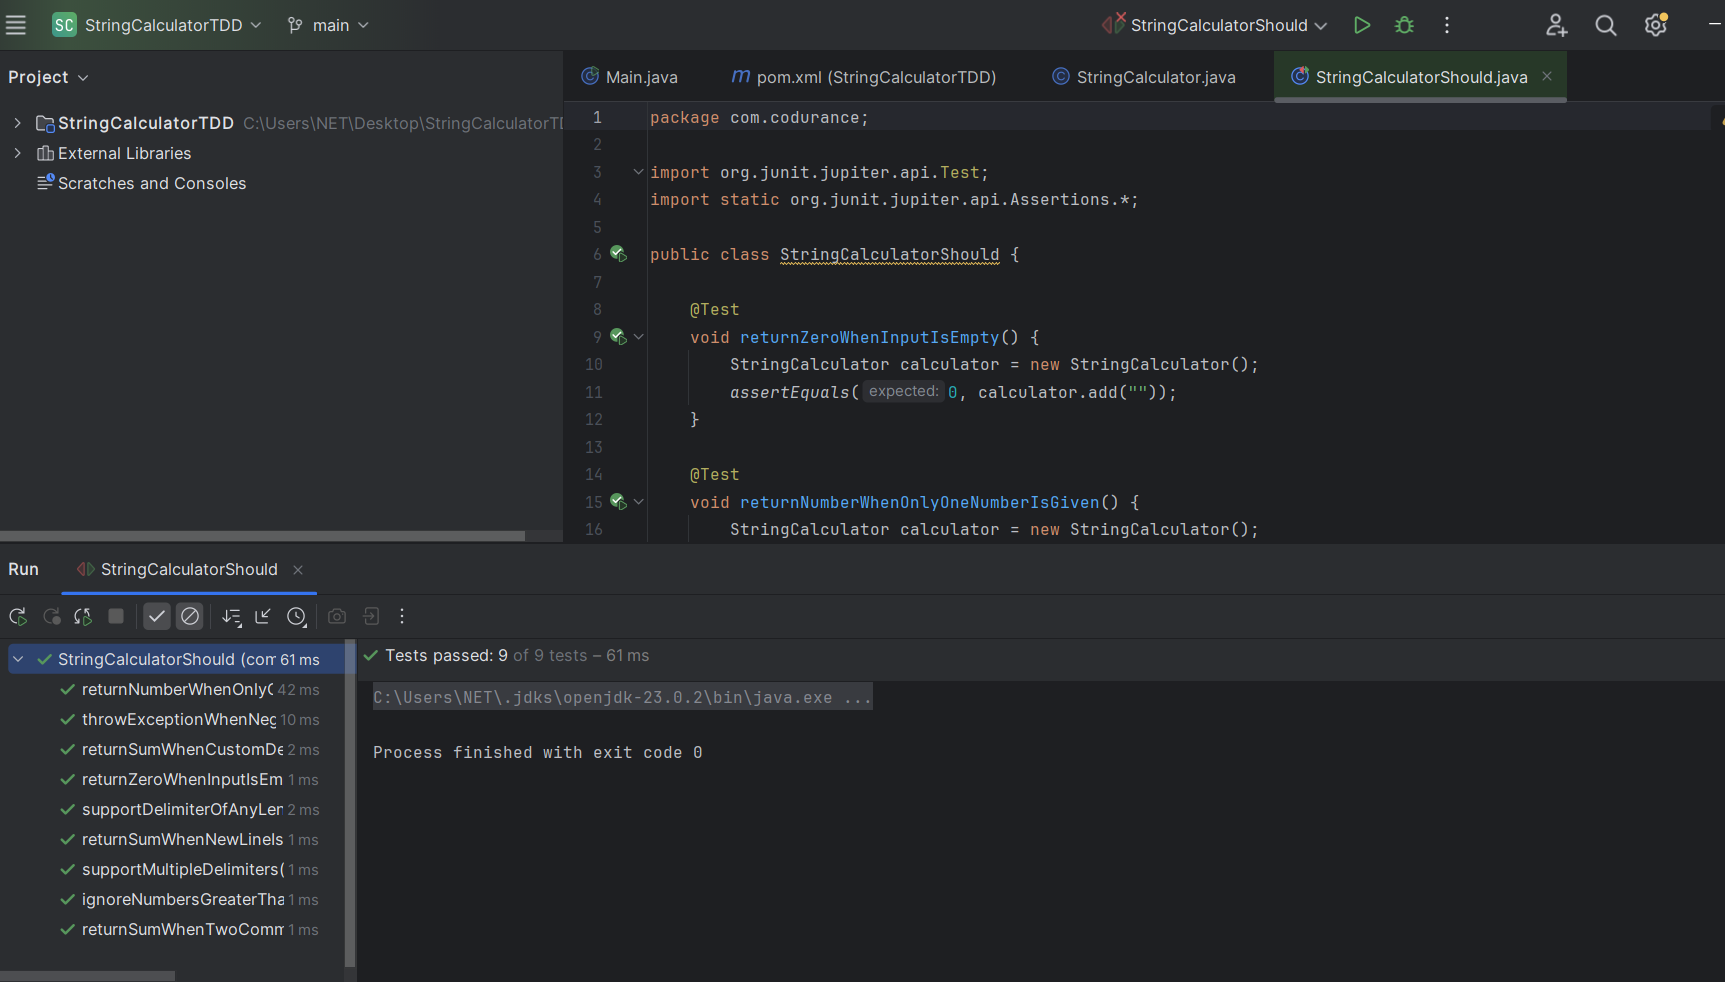 SC StringCalculatorTDD main StringCalculatorShould
Project
StringCalculatorTDD C:\Users\NET\Desktop\StringCalculatorTD
External Libraries
Scratches and Consoles
Main.java m pom.xml (StringCalculatorTDD) StringCalculator.java StringCalculatorShould.java
1 package com.codurance;
2
3 import org.junit.jupiter.api.Test;
4 import static org.junit.jupiter.api.Assertions.*;
5
6 public class StringCalculatorShould {
7
8 @Test
9 void returnZeroWhenInputIsEmpty() {
10 StringCalculator calculator = new StringCalculator();
11 assertEquals( expected: 0, calculator.add(""));
12 }
13
14 @Test
15 void returnNumberWhenOnlyOneNumberIsGiven() {
16 StringCalculator calculator = new StringCalculator();
Run StringCalculatorShould
StringCalculatorShould (com 61 ms
returnNumberWhenOnlyO 42 ms
throwExceptionWhenNeg 10 ms
returnSumWhenCustomDe 2 ms
returnZeroWhenInputIsEm 1 ms
supportDelimiterOfAnyLen 2 ms
returnSumWhenNewLineIs 1 ms
supportMultipleDelimiters( 1 ms
ignoreNumbersGreaterTha 1 ms
returnSumWhenTwoComm 1 ms
Tests passed: 9 of 9 tests – 61 ms
C:\Users\NET\.jdks\openjdk-23.0.2\bin\java.exe ...
Process finished with exit code 0